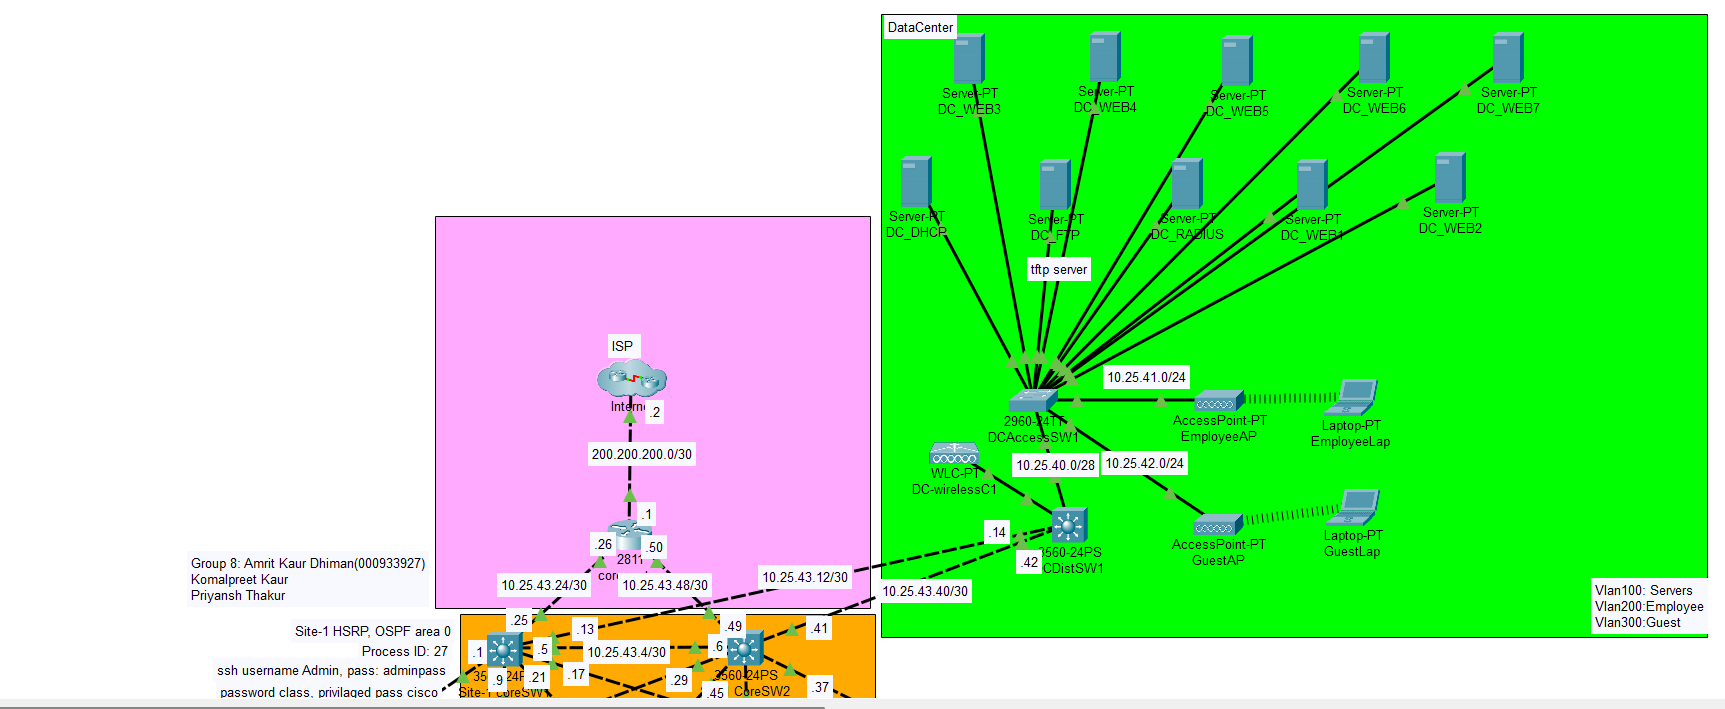 DataCenter
Server-PT
DC_WEB3
Server-PT
DC_WEB4
Server-PT
DC_WEB5
Server-PT
DC_WEB6
Server-PT
DC_WEB7
Server-PT
DC_DHCP
Server-PT
DC_FTP
Server-PT
DC_RADIUS
Server-PT
DC_WEB1
Server-PT
DC_WEB2
tftp server
ISP
Intern
.2
200.200.200.0/30
.1
.26
.50
2811
cor
10.25.43.24/30
10.25.43.48/30
10.25.41.0/24
2960-24TT
DCAccessSW1
AccessPoint-PT
EmployeeAP
Laptop-PT
EmployeeLap
WLC-PT
DC-wirelessC1
10.25.40.0/28
10.25.42.0/24
.14
.42
3560-24PS
CDistSW1
AccessPoint-PT
GuestAP
Laptop-PT
GuestLap
10.25.43.12/30
10.25.43.40/30
Vlan100: Servers
Vlan200:Employee
Vlan300:Guest
Group 8: Amrit Kaur Dhiman(000933927)
Komalpreet Kaur
Priyansh Thakur
Site-1 HSRP, OSPF area 0
Process ID: 27
ssh username Admin, pass: adminpass
password class, privilaged pass cisco
.25
.13
.49
.41
.1
.5
10.25.43.4/30
.6
.9
.21
.17
.29
.45
.37
Site-1 coreSW1
3560-24PS
CoreSW2